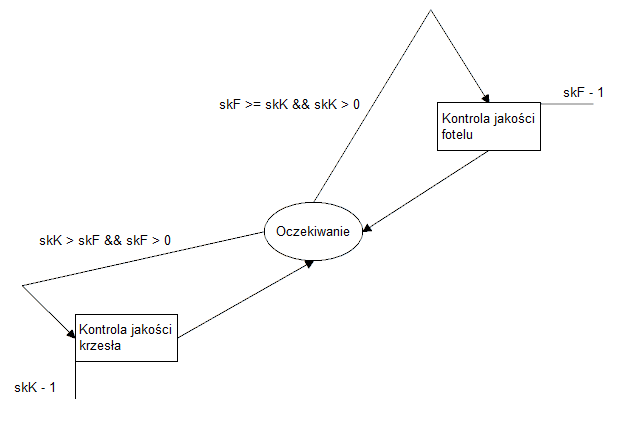 skF - 1
skF >= skK && skK > 0
Kontrola jakości
fotelu
Oczekiwanie
skK > skF && skF > 0
Kontrola jakości
krzesła
skK - 1